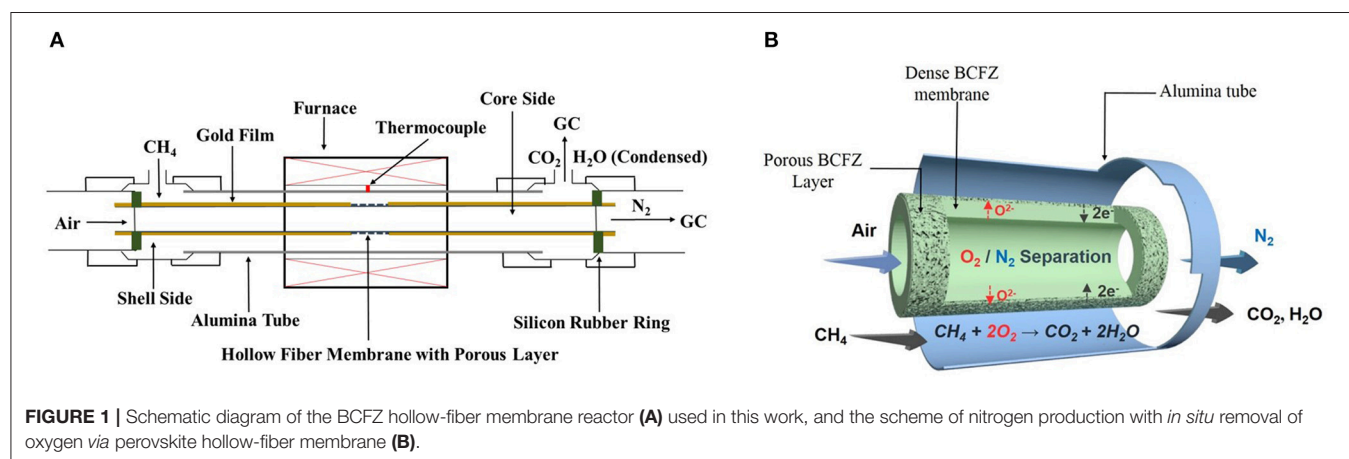 A
Furnace
Core Side
GC
Thermocouple
Gold Film
CH₄
CO₂
H₂O (Condensed)
Air
N₂
GC
Shell Side
Alumina Tube
Silicon Rubber Ring
Hollow Fiber Membrane with Porous Layer
B
Dense BCFZ
membrane
Alumina tube
Porous BCFZ
Layer
O²⁻
2e⁻
Air
N₂
O₂ / N₂ Separation
O²⁻
2e⁻
CO₂, H₂O
CH₄
CH₄ + 2O₂ → CO₂ + 2H₂O
FIGURE 1 | Schematic diagram of the BCFZ hollow-fiber membrane reactor (A) used in this work, and the scheme of nitrogen production with in situ removal of
oxygen via perovskite hollow-fiber membrane (B).